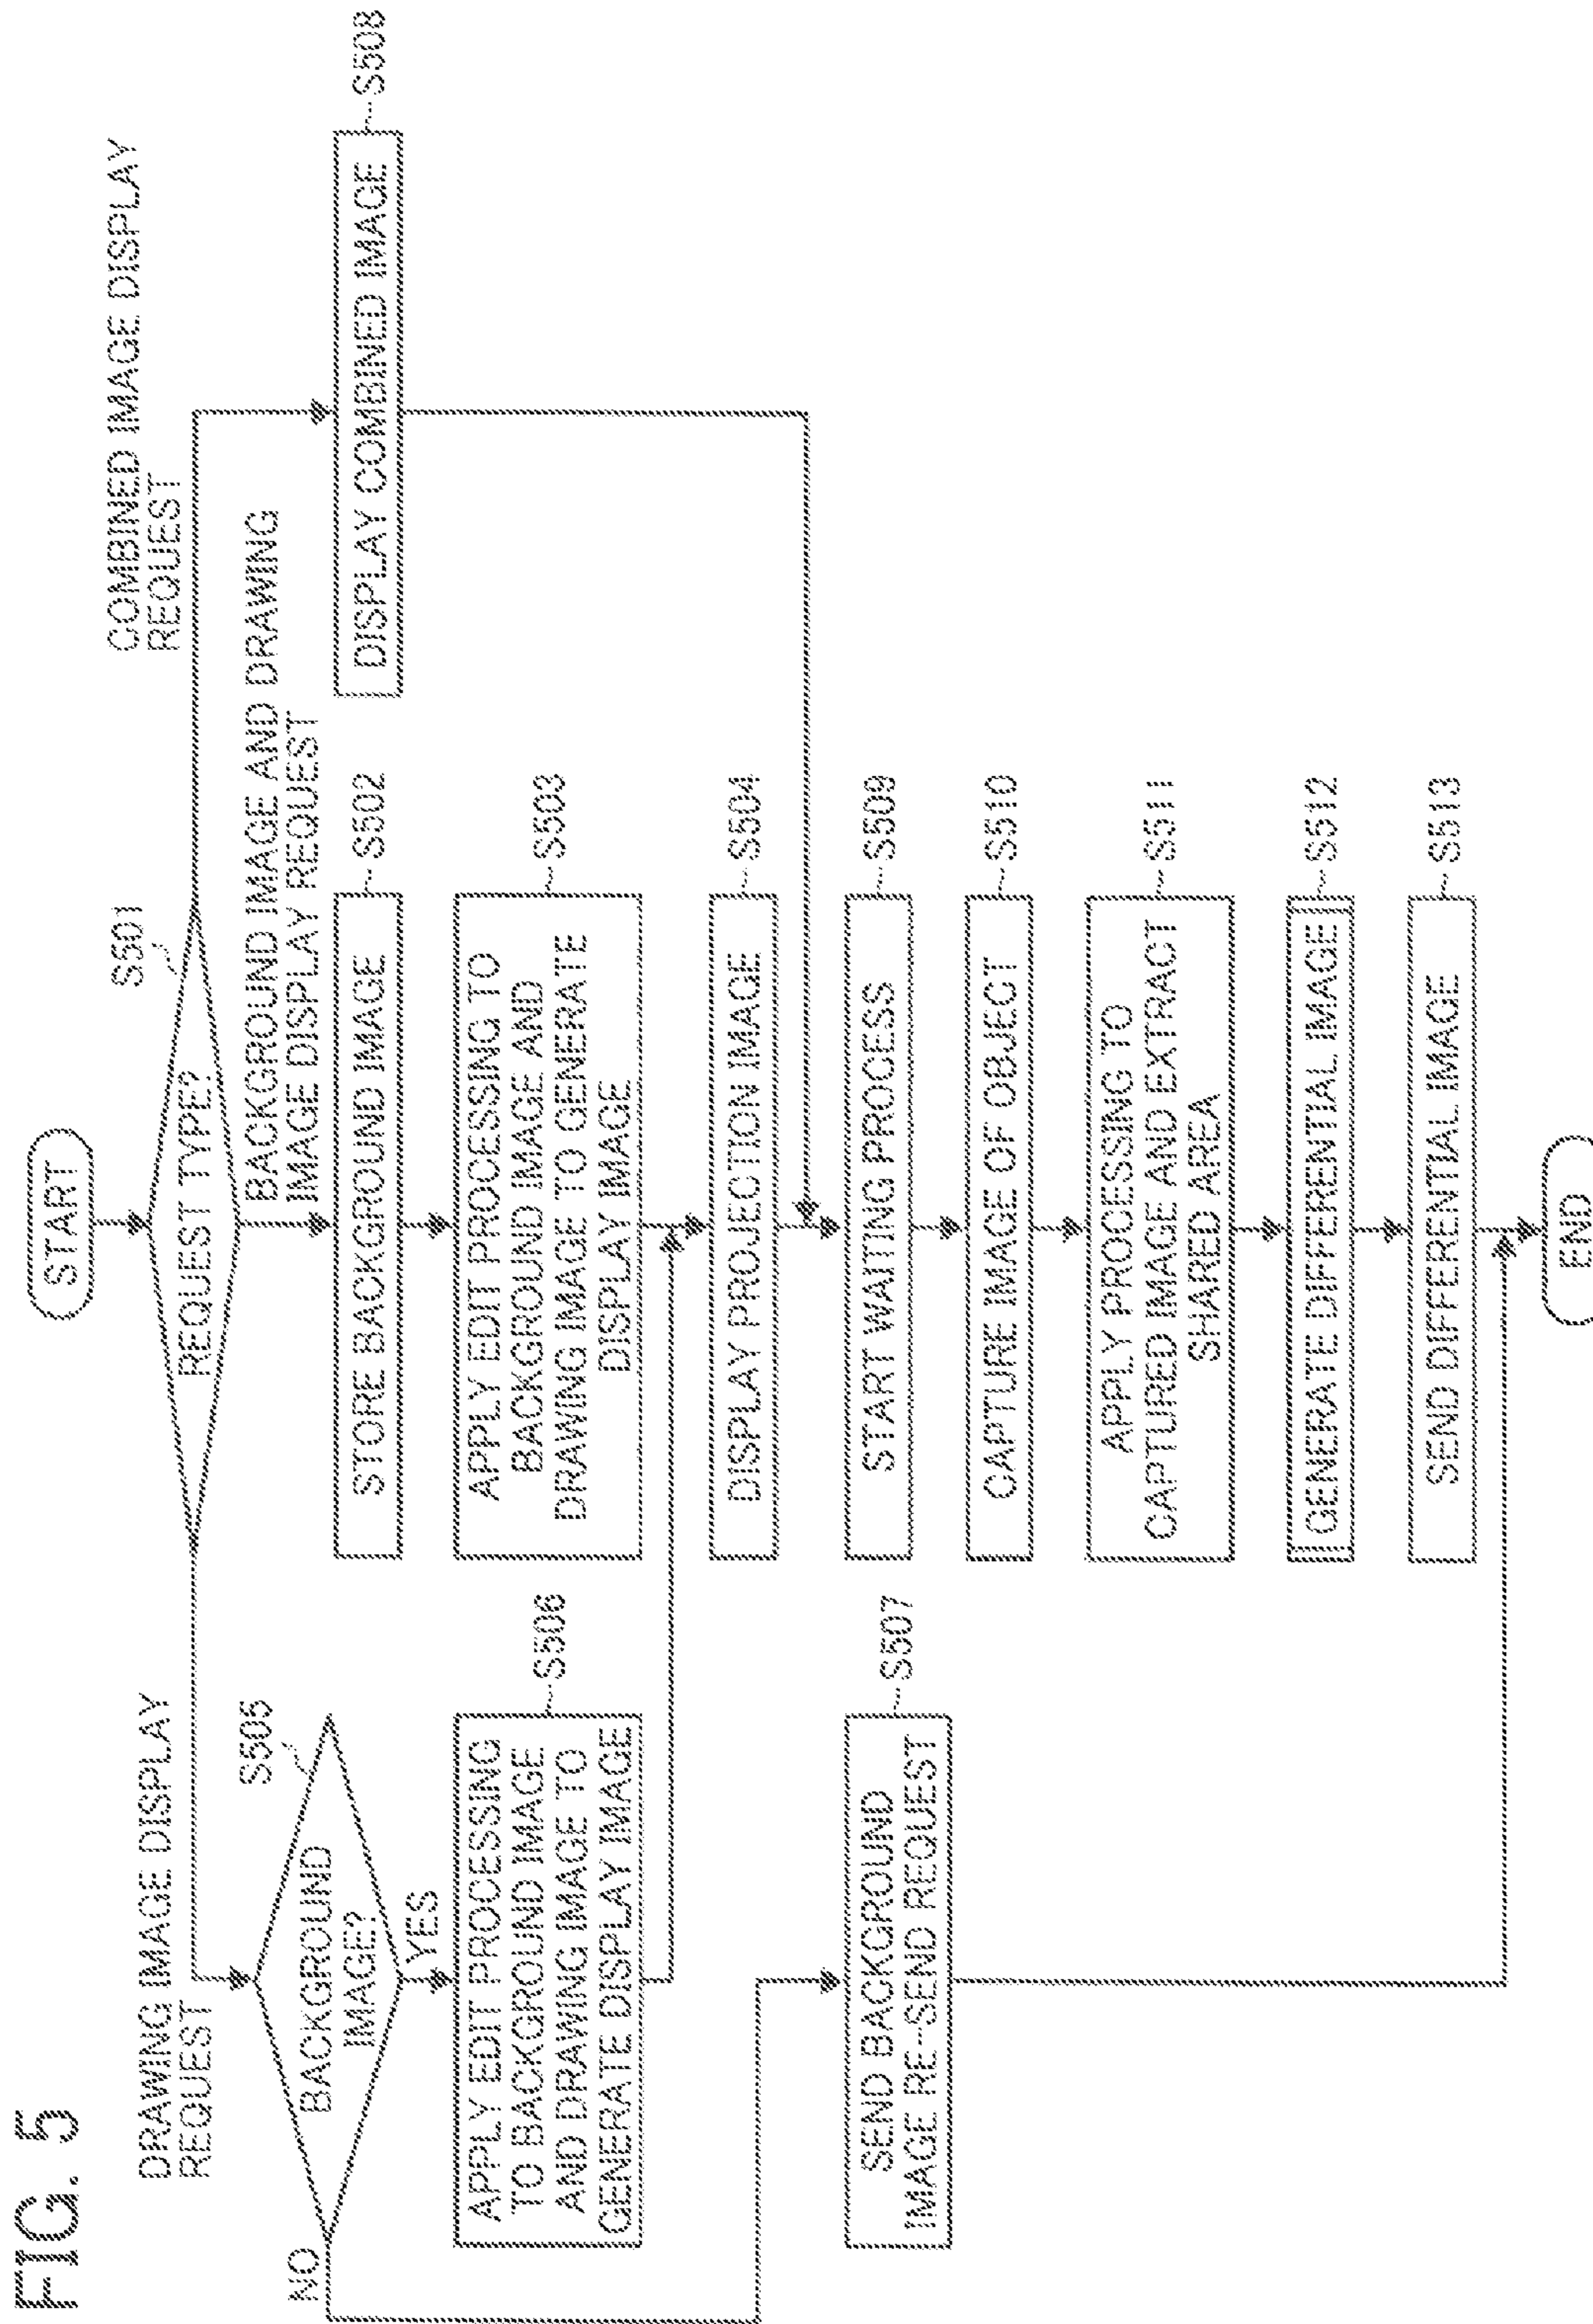 FIG. 5
START
S501
REQUEST TYPE?
DRAWING IMAGE DISPLAY
REQUEST
COMBINED IMAGE DISPLAY
REQUEST
BACKGROUND IMAGE AND DRAWING
IMAGE DISPLAY REQUEST
S505
BACKGROUND
IMAGE?
NO
YES
STORE BACKGROUND IMAGE
S502
DISPLAY COMBINED IMAGE
S508
APPLY EDIT PROCESSING
TO BACKGROUND IMAGE
AND DRAWING IMAGE TO
GENERATE DISPLAY IMAGE
S506
APPLY EDIT PROCESSING TO
BACKGROUND IMAGE AND
DRAWING IMAGE TO GENERATE
DISPLAY IMAGE
S503
DISPLAY PROJECTION IMAGE
S504
SEND BACKGROUND
IMAGE RE-SEND REQUEST
S507
START WAITING PROCESS
S509
CAPTURE IMAGE OF OBJECT
S510
APPLY PROCESSING TO
CAPTURED IMAGE AND EXTRACT
SHARED AREA
S511
GENERATE DIFFERENTIAL IMAGE
S512
SEND DIFFERENTIAL IMAGE
S513
END